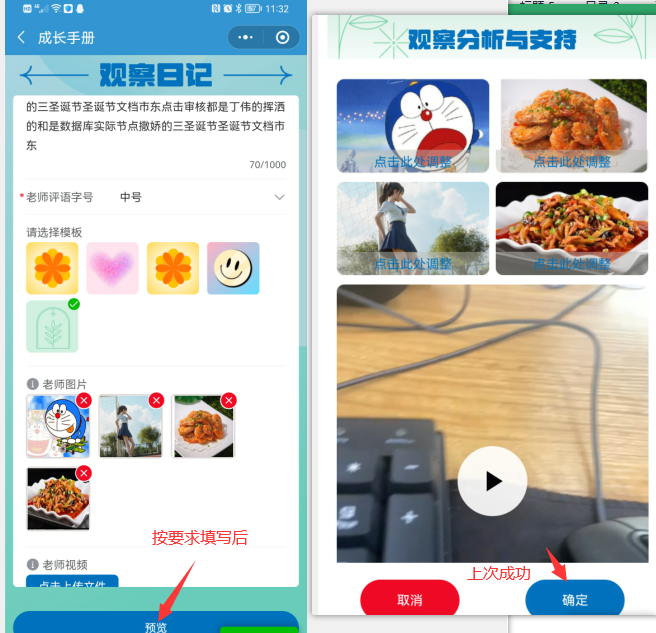 11:32
成长手册
观察日记
的三圣诞节圣诞节文档市东点击审核都是丁伟的挥洒
的和是数据库实际节点撒娇的三圣诞节圣诞节文档市
东
70/1000
* 老师评语字号 中号
请选择模板
老师图片
按要求填写后
老师视频
点击上传文件
预览
观察分析与支持
点击此处调整
点击此处调整
点击此处调整
点击此处调整
上次成功
取消
确定